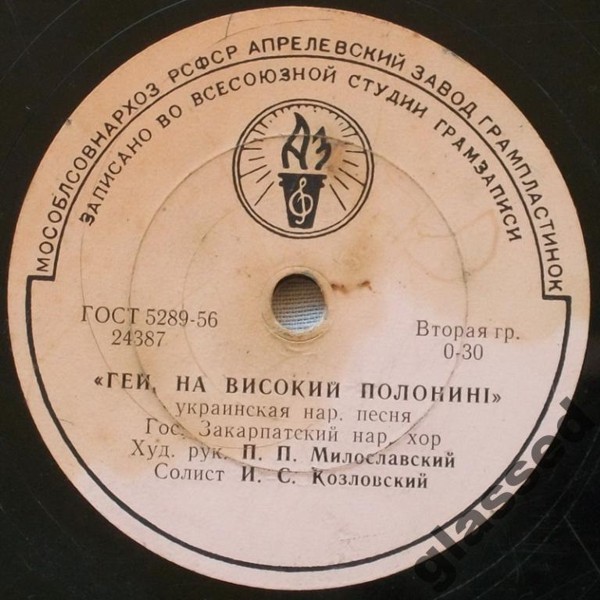 МОСОБЛСОВНАРХОЗ РСФСР АПРЕЛЕВСКИЙ ЗАВОД ГРАМПЛАСТИНОК
ЗАПИСАНО ВО ВСЕСОЮЗНОЙ СТУДИИ ГРАМЗАПИСИ
АЗ
ГОСТ 5289-56
24387
Вторая гр.
0-30
«ГЕЙ, НА ВИСОКИЙ ПОЛОНИНІ»
украинская нар. песня
Гос. Закарпатский нар. хор
Худ. рук. П. П. Милославский
Солист И. С. Козловский
glassed